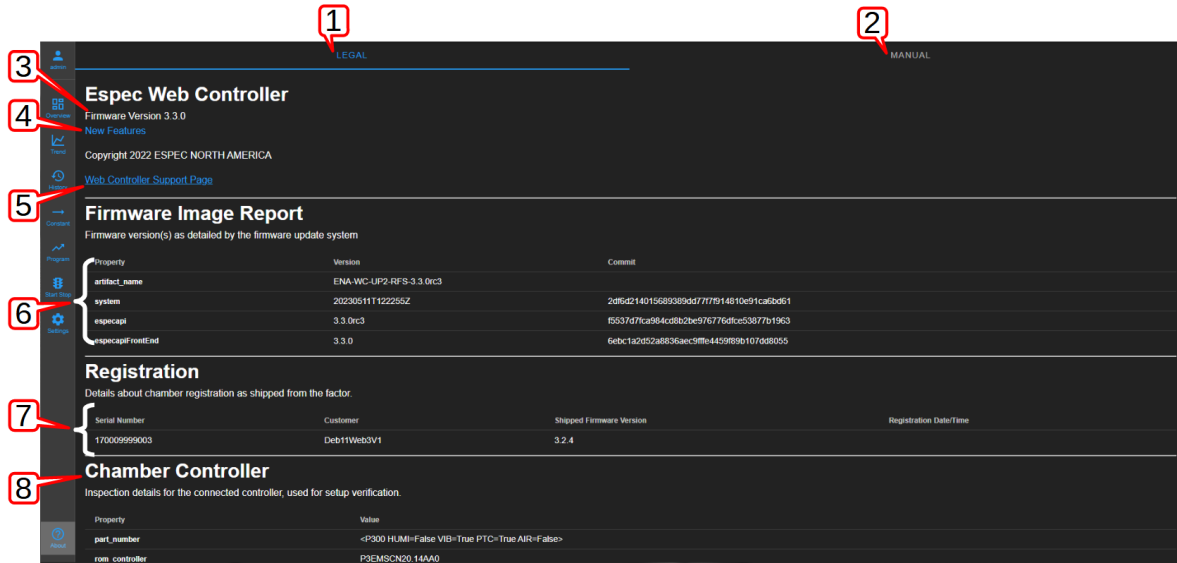 1
2
LEGAL
MANUAL
admin
3
Espec Web Controller
Overview
Firmware Version 3.3.0
4
New Features
Trend
Copyright 2022 ESPEC NORTH AMERICA
Web Controller Support Page
History
5
Firmware Image Report
Constant
Firmware version(s) as detailed by the firmware update system
Program
Property Version Commit
artifact_name ENA-WC-UP2-RFS-3.3.0rc3
Start Stop
system 20230511T122255Z 2df6d214015689389dd77f7f914810e91ca6bd61
6
especapi 3.3.0rc3 f5537d7fca984cd8b2be976776dfce53877b1963
Settings
especapiFrontEnd 3.3.0 6ebc1a2d52a8836aec9fffe4459f89b107dd8055
Registration
Details about chamber registration as shipped from the factor.
7
Serial Number Customer Shipped Firmware Version Registration Date/Time
170009999003 Deb11Web3V1 3.2.4
Chamber Controller
8
Inspection details for the connected controller, used for setup verification.
Property Value
About
part_number <P300 HUMI=False VIB=True PTC=True AIR=False>
rom_controller P3EMSCN20.14AA0